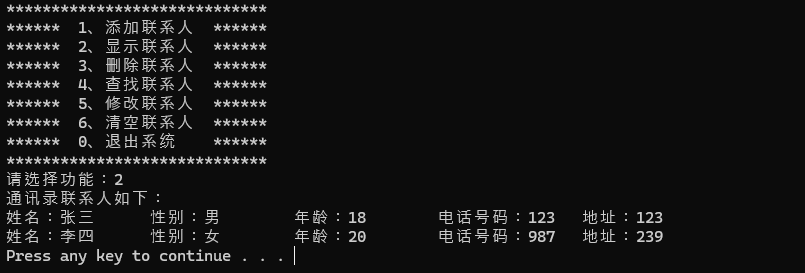 *****************************
****** 1、添加联系人 ******
****** 2、显示联系人 ******
****** 3、删除联系人 ******
****** 4、查找联系人 ******
****** 5、修改联系人 ******
****** 6、清空联系人 ******
****** 0、退出系统 ******
*****************************
请选择功能：2
通讯录联系人如下：
姓名：张三 性别：男 年龄：18 电话号码：123 地址：123
姓名：李四 性别：女 年龄：20 电话号码：987 地址：239
Press any key to continue . . .